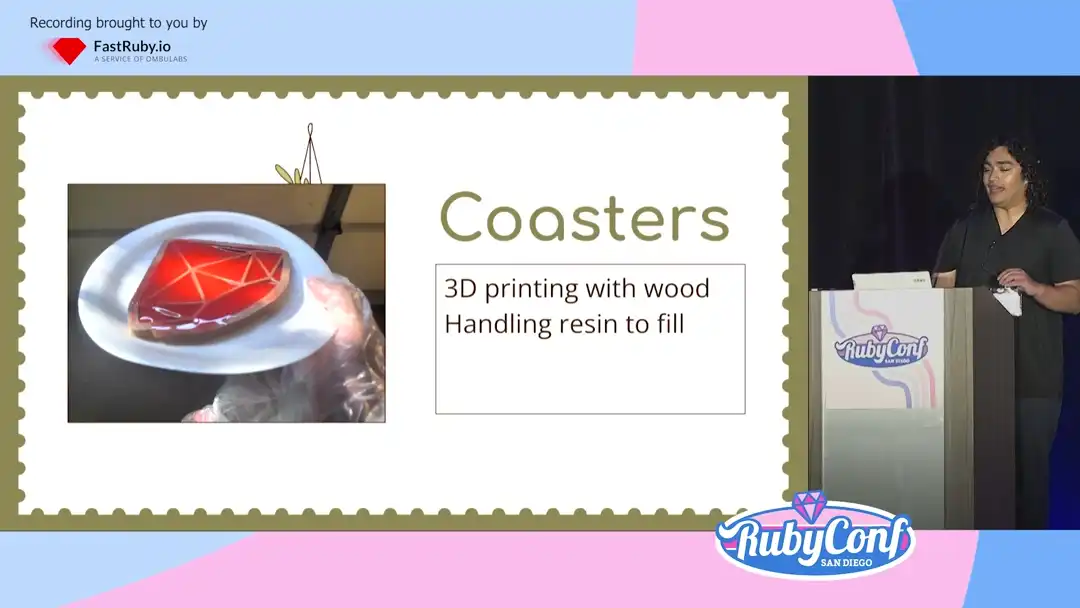 Recording brought to you by
FastRuby.io
A SERVICE OF OMBULABS
Coasters
3D printing with wood
Handling resin to fill
RubyConf
SAN DIEGO
RubyConf
SAN DIEGO